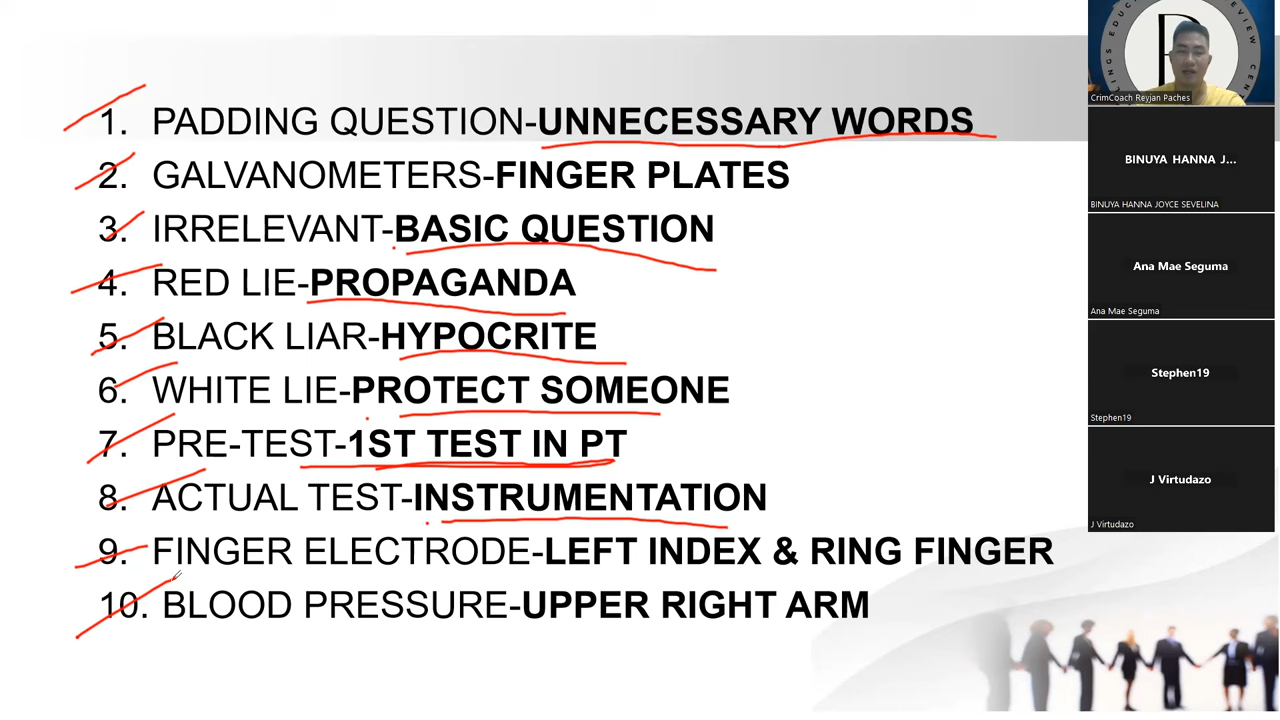 1. PADDING QUESTION-UNNECESSARY WORDS
2. GALVANOMETERS-FINGER PLATES
3. IRRELEVANT-BASIC QUESTION
4. RED LIE-PROPAGANDA
5. BLACK LIAR-HYPOCRITE
6. WHITE LIE-PROTECT SOMEONE
7. PRE-TEST-1ST TEST IN PT
8. ACTUAL TEST-INSTRUMENTATION
9. FINGER ELECTRODE-LEFT INDEX & RING FINGER
10. BLOOD PRESSURE-UPPER RIGHT ARM
CrimCoach Reyjan Paches
BINUYA HANNA J...
BINUYA HANNA JOYCE SEVELINA
Ana Mae Seguma
Ana Mae Seguma
Stephen19
Stephen19
J Virtudazo
J Virtudazo